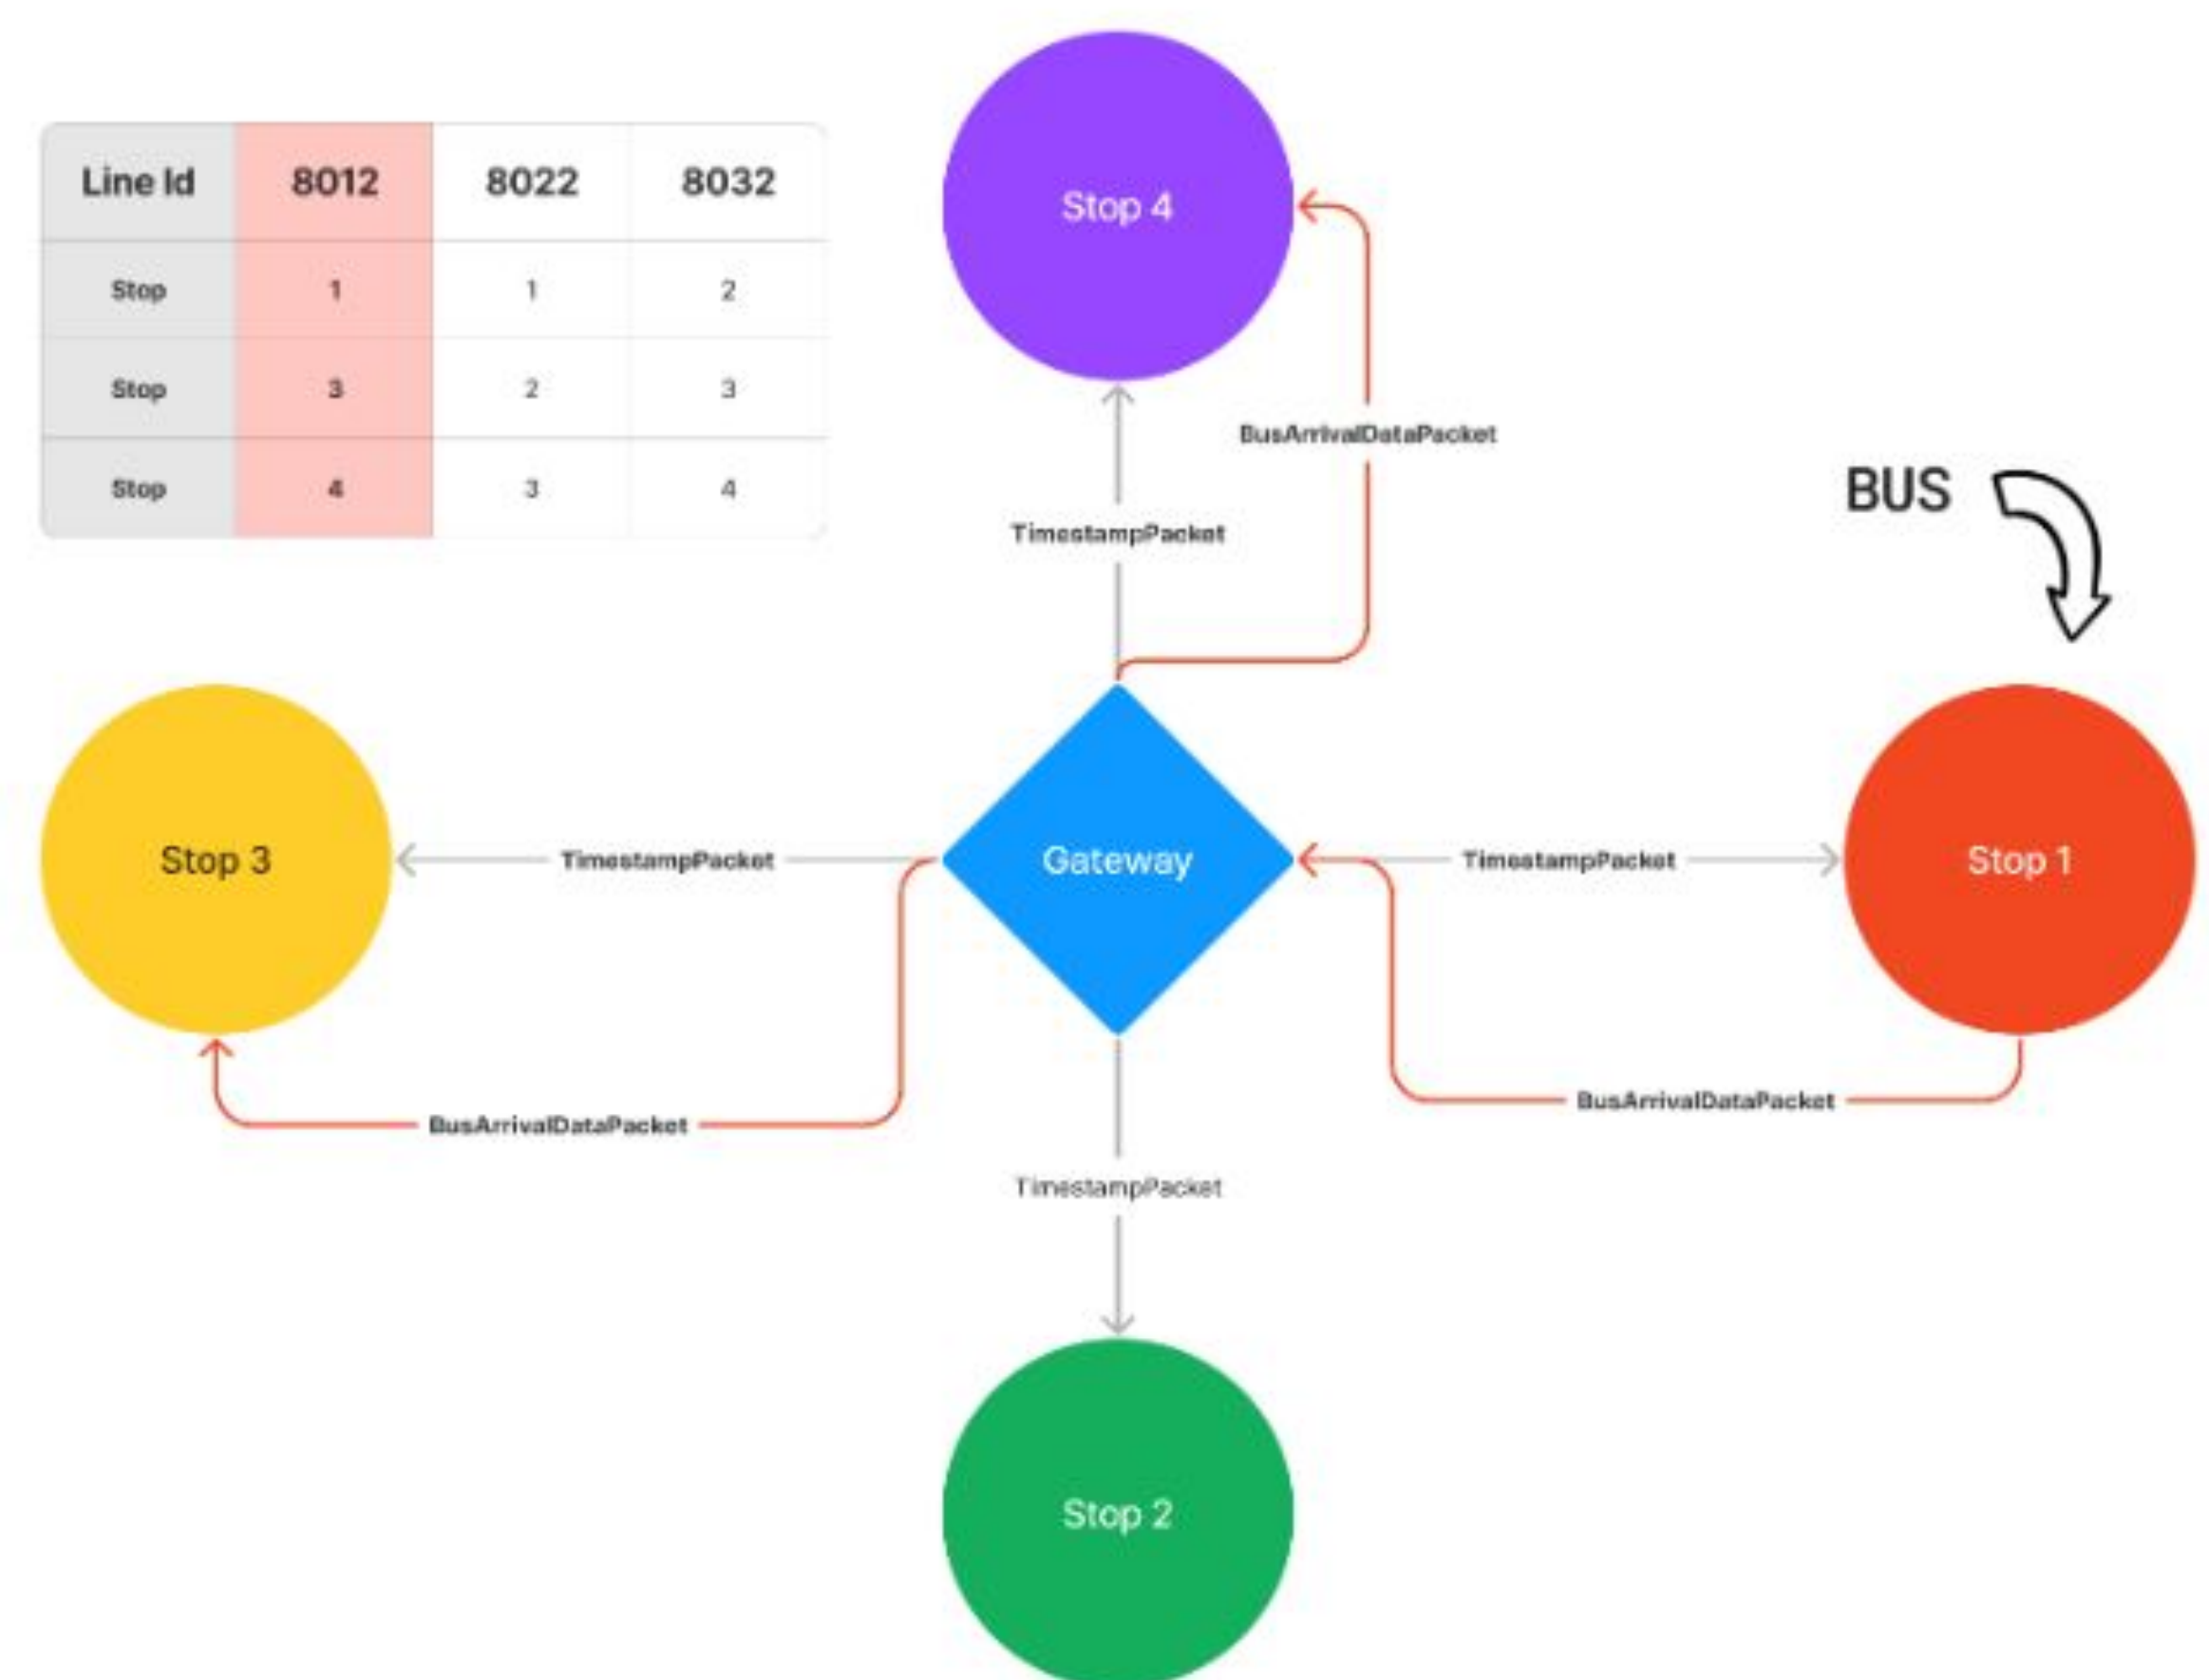 Stop 4
Line Id 8012 8022 8032
Stop 1 1 2
Stop 3 2 3
Stop 4 3 4
BusArrivalDataPacket
BUS
TimestampPacket
Stop 3
TimestampPacket
Gateway
TimestampPacket
Stop 1
BusArrivalDataPacket
BusArrivalDataPacket
TimestampPacket
Stop 2